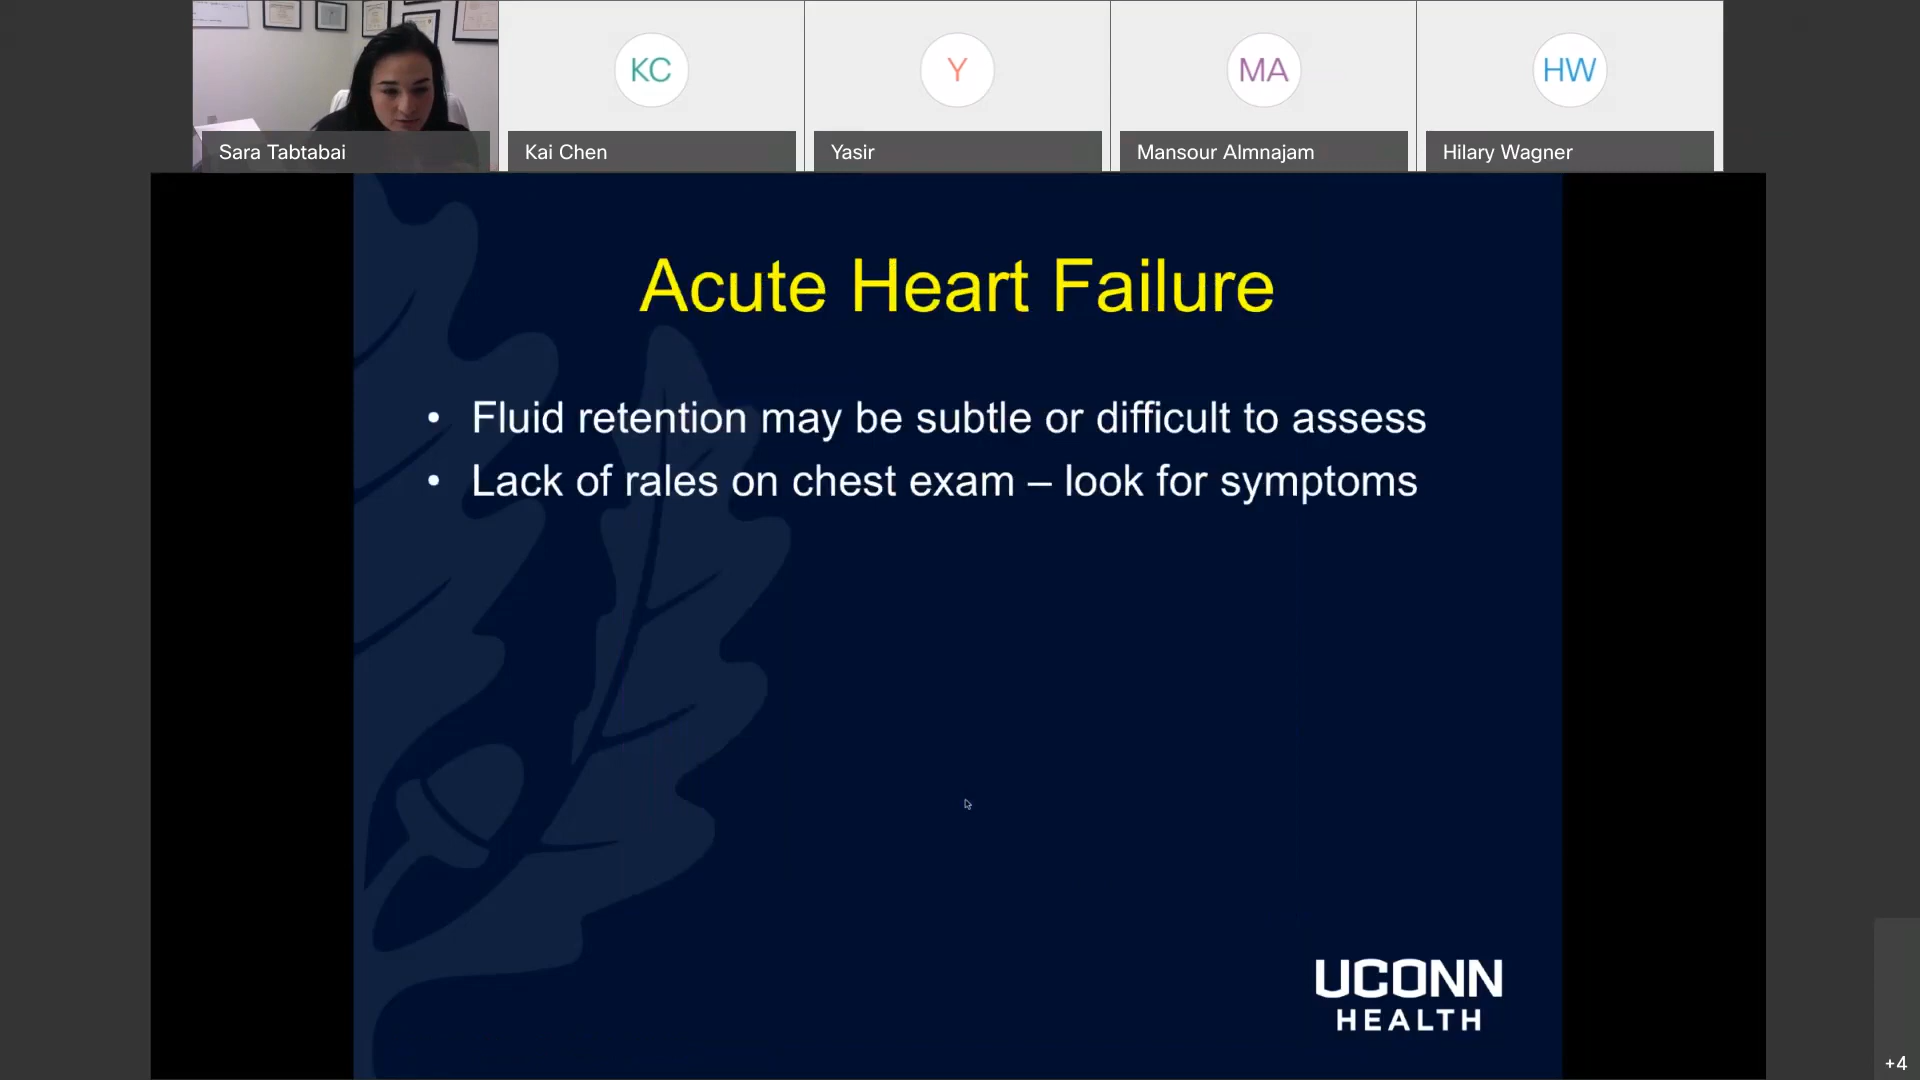 KC
Y
MA
HW
Sara Tabtabai
Kai Chen
Yasir
Mansour Almnajam
Hilary Wagner
Acute Heart Failure
• Fluid retention may be subtle or difficult to assess
• Lack of rales on chest exam – look for symptoms
UCONN
HEALTH
+4